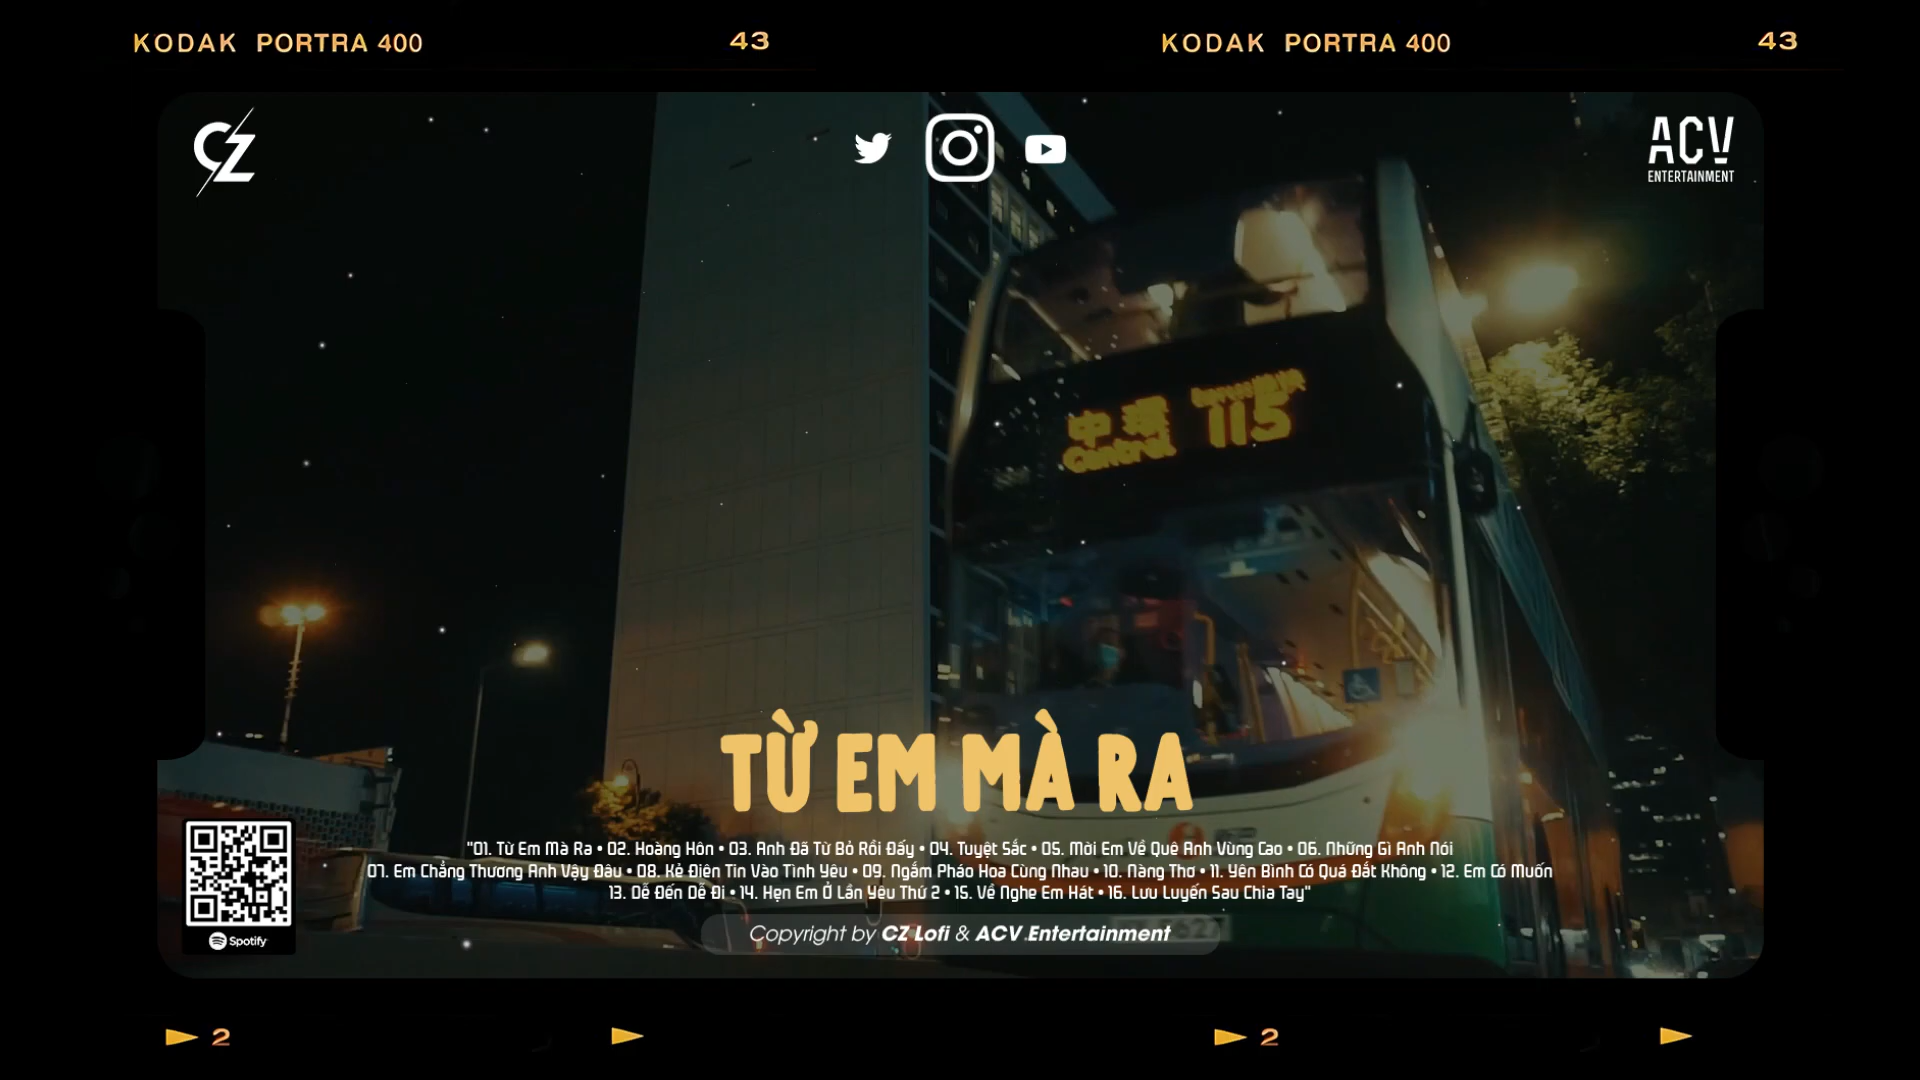 KODAK PORTRA 400 43 KODAK PORTRA 400 43
CZ
ACV
ENTERTAINMENT
中環 115
Central
TỪ EM MÀ RA
"01. Từ Em Mà Ra • 02. Hoàng Hôn • 03. Anh Đã Từ Bỏ Rồi Đấy • 04. Tuyệt Sắc • 05. Mời Em Về Quê Anh Vùng Cao • 06. Những Gì Anh Nói
07. Em Chẳng Thương Anh Vậy Đâu • 08. Kẻ Điên Tin Vào Tình Yêu • 09. Ngắm Pháo Hoa Cùng Nhau • 10. Nàng Thơ • 11. Yên Bình Có Quá Đắt Không • 12. Em Có Muốn
13. Dễ Đến Dễ Đi • 14. Hẹn Em Ở Lần Yêu Thứ 2 • 15. Về Nghe Em Hát • 16. Lưu Luyến Sau Chia Tay"
Spotify
Copyright by CZ Lofi & ACV Entertainment
2 2